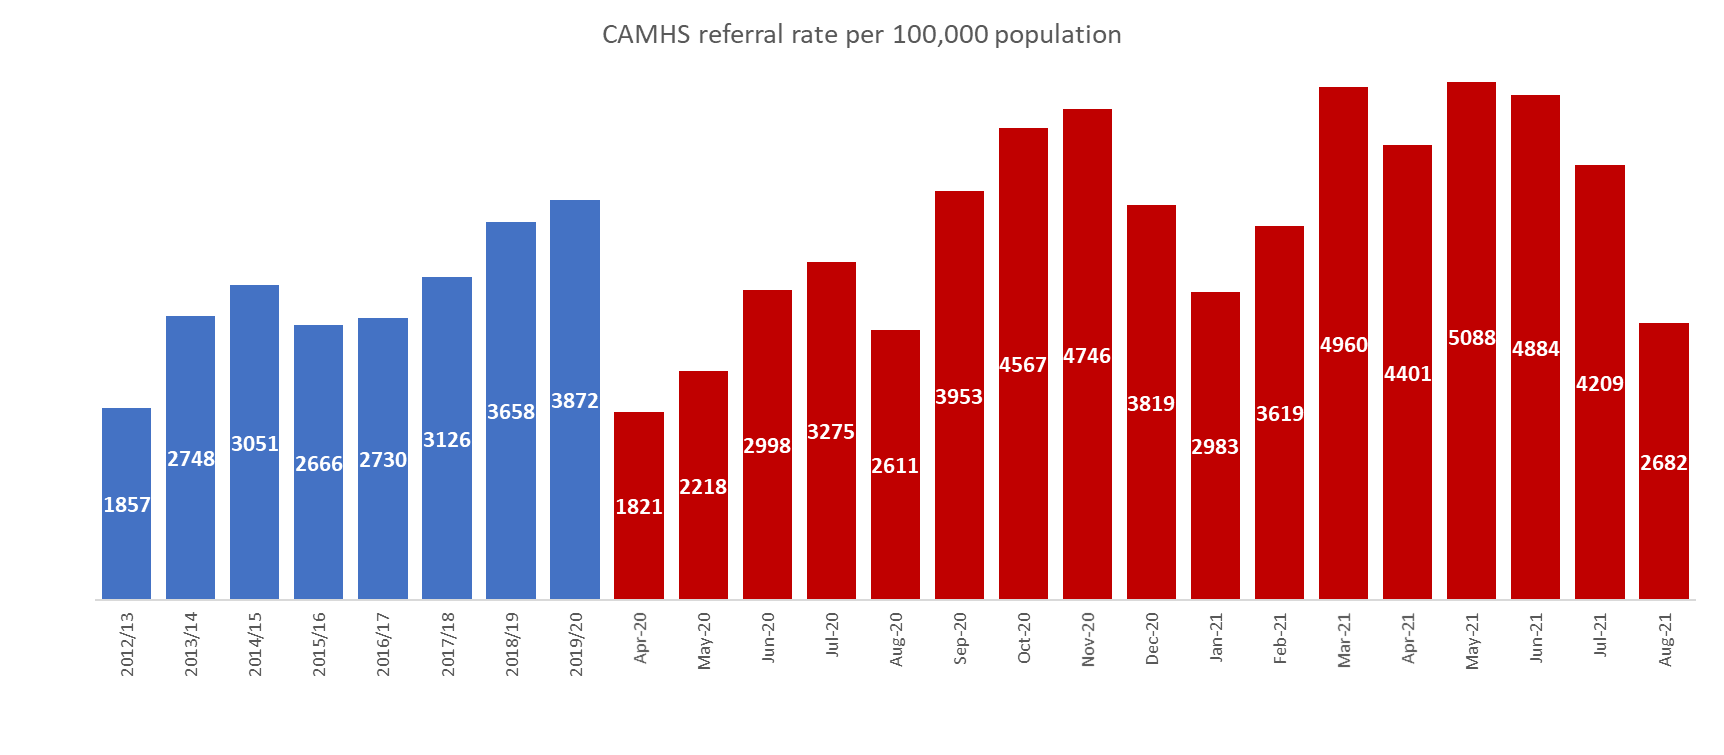 CAMHS referral rate per 100,000 population
1857
2748
3051
2666
2730
3126
3658
3872
1821
2218
2998
3275
2611
3953
4567
4746
3819
2983
3619
4960
4401
5088
4884
4209
2682
2012/13
2013/14
2014/15
2015/16
2016/17
2017/18
2018/19
2019/20
Apr-20
May-20
Jun-20
Jul-20
Aug-20
Sep-20
Oct-20
Nov-20
Dec-20
Jan-21
Feb-21
Mar-21
Apr-21
May-21
Jun-21
Jul-21
Aug-21